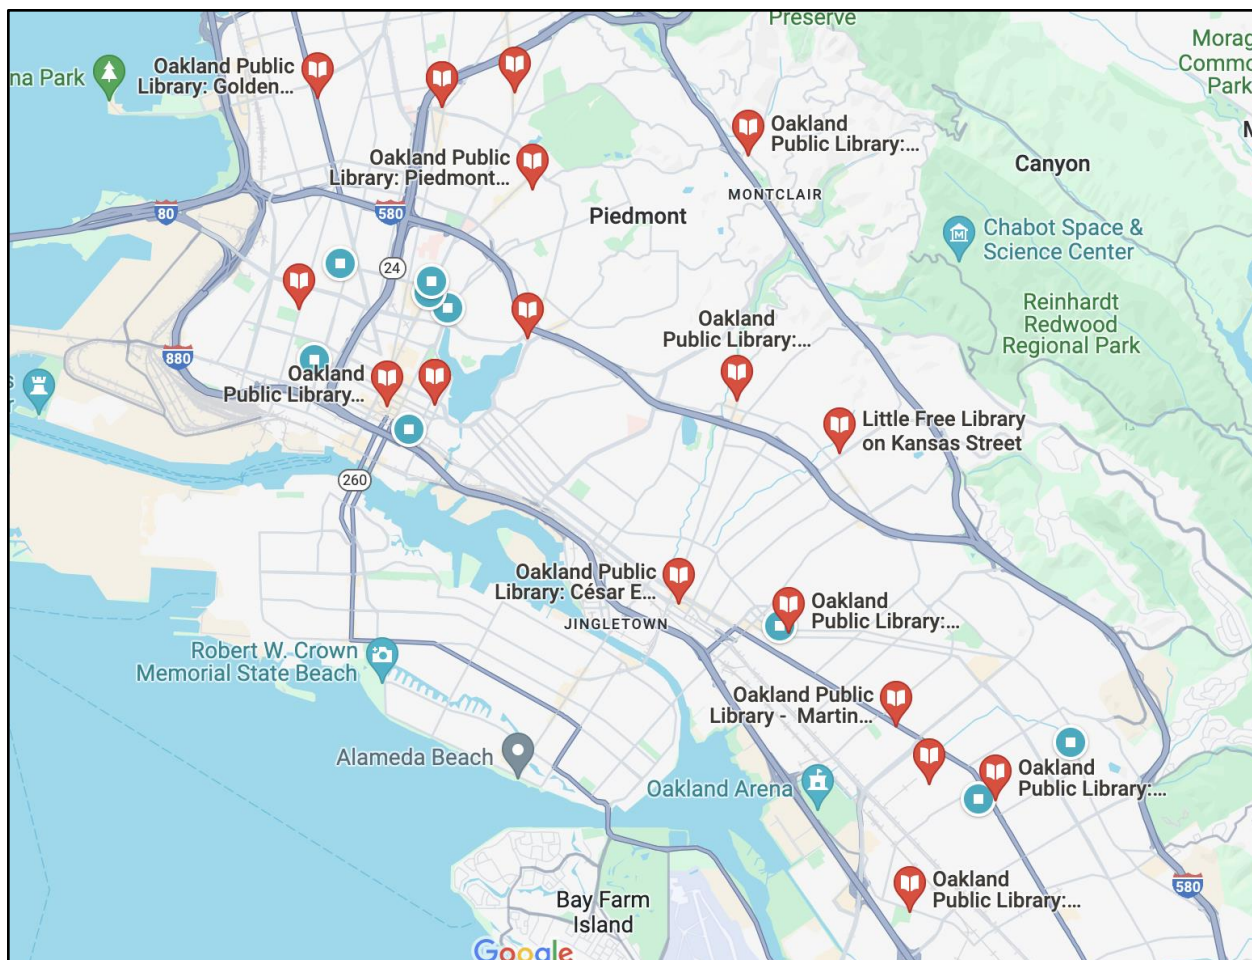 Preserve
Morag
Commo
Park
na Park
Oakland Public
Library: Golden...
Oakland
Public Library:...
Canyon
Oakland Public
Library: Piedmont...
MONTCLAIR
Piedmont
80
580
Chabot Space &
Science Center
24
Reinhardt
Redwood
Regional Park
Oakland
Public Library:...
880
Oakland
Public Library...
Little Free Library
on Kansas Street
260
Oakland Public
Library: César E...
JINGLETOWN
Oakland
Public Library:...
Robert W. Crown
Memorial State Beach
Oakland Public
Library - Martin...
Alameda Beach
Oakland Arena
Oakland
Public Library:...
Oakland
Public Library:...
580
Bay Farm
Island
Google